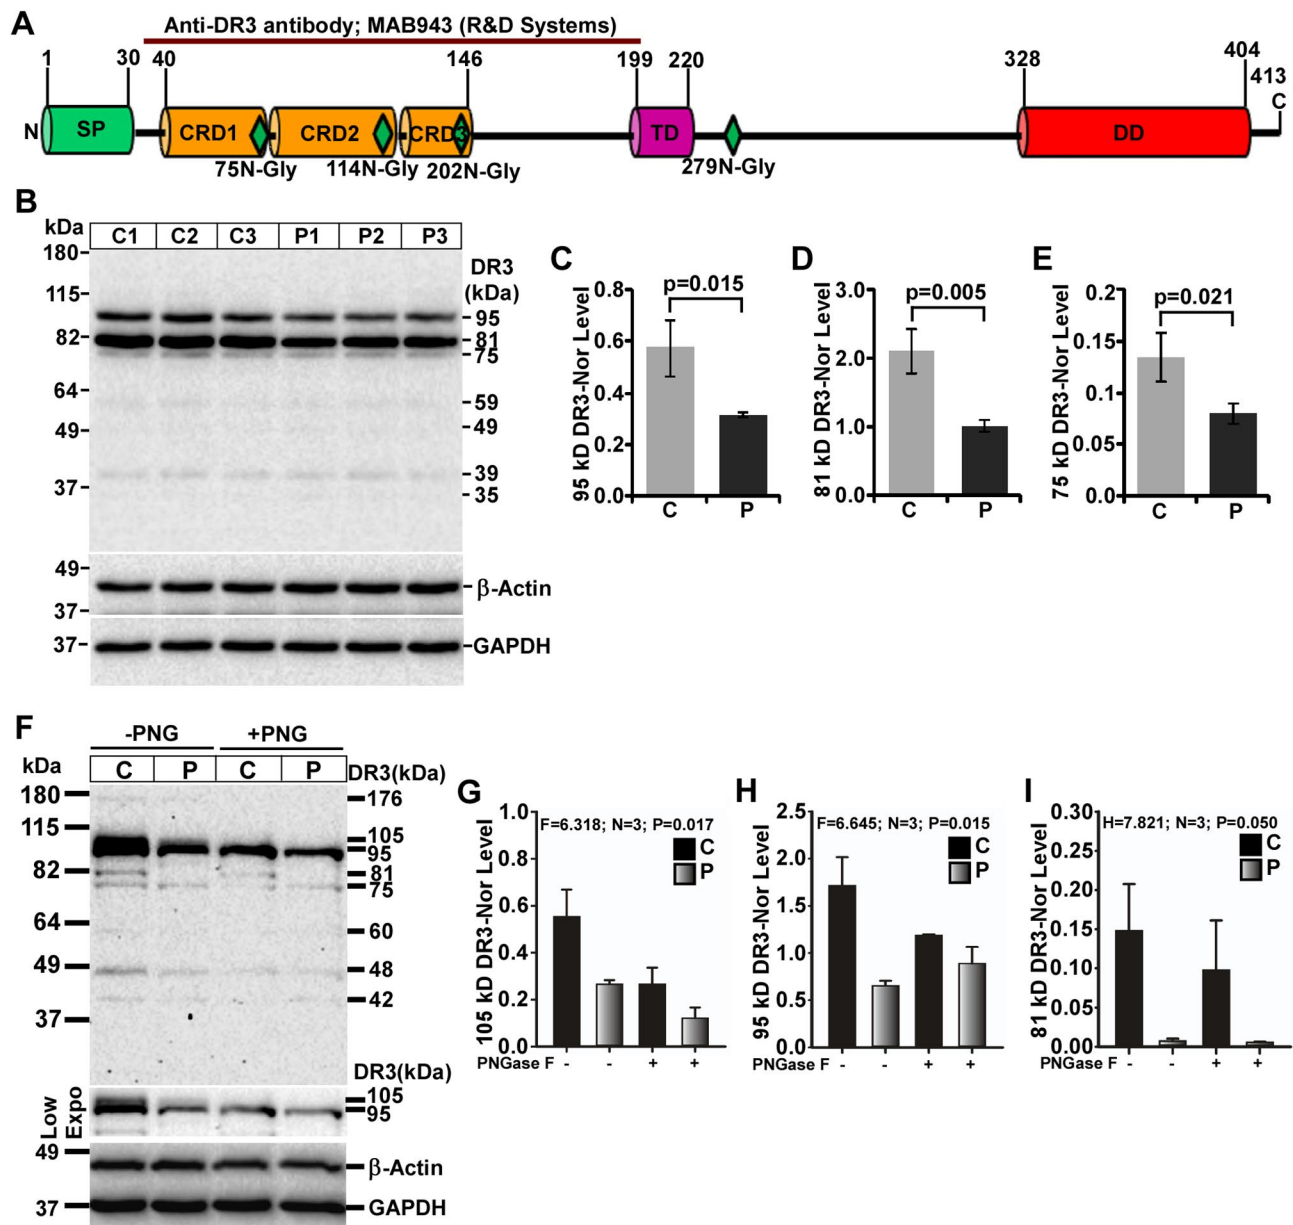 A
Anti-DR3 antibody; MAB943 (R&D Systems)
1 30 40 146 199 220 328 404 413
N SP CRD1 CRD2 CRD3 TD DD C
75N-Gly 114N-Gly 202N-Gly 279N-Gly
B
kDa C1 C2 C3 P1 P2 P3
DR3
(kDa)
180
115
82
64
49
37
95
81
75
59
49
39
35
49
37
β-Actin
37
GAPDH
C
95 kD DR3-Nor Level
p=0.015
0.8
0.6
0.4
0.2
0.0
C P
D
81 kD DR3-Nor Level
p=0.005
3.0
2.0
1.0
0.0
C P
E
75 kD DR3-Nor Level
p=0.021
0.2
0.15
0.1
0.05
0.0
C P
F
-PNG +PNG
kDa C P C P DR3(kDa)
180
115
82
64
49
37
176
105
95
81
75
60
48
42
DR3(kDa)
Low
Expo
105
95
49
β-Actin
37
GAPDH
G
105 kD DR3-Nor Level
F=6.318; N=3; P=0.017
C
P
1.0
0.8
0.6
0.4
0.2
0.0
PNGase F - - + +
H
95 kD DR3-Nor Level
F=6.645; N=3; P=0.015
C
P
2.5
2.0
1.5
1.0
0.5
0.0
PNGase F - - + +
I
81 kD DR3-Nor Level
H=7.821; N=3; P=0.050
C
P
0.30
0.25
0.20
0.15
0.10
0.05
0.00
PNGase F - - + +